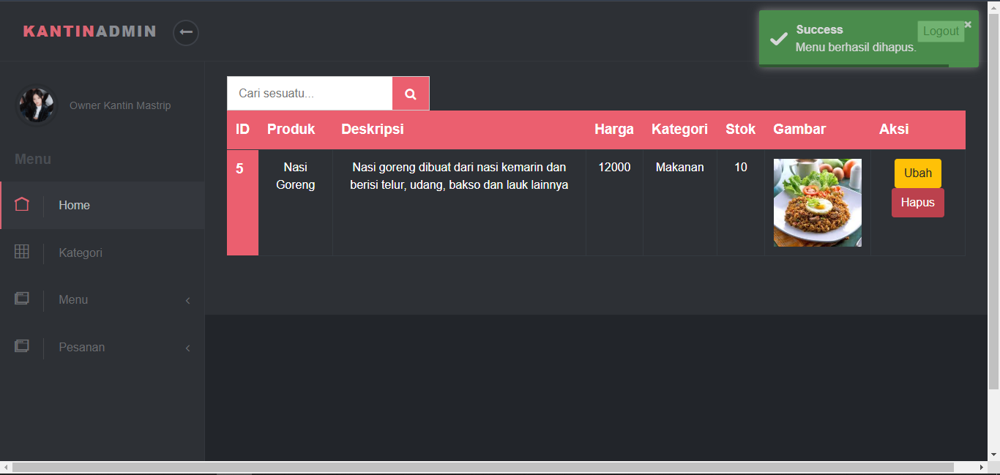 KANTINADMIN
Success
Logout
×
Menu berhasil dihapus.
Owner Kantin Mastrip
Menu
Home
Kategori
Menu
Pesanan
Cari sesuatu...
ID Produk Deskripsi Harga Kategori Stok Gambar Aksi
5 Nasi Nasi goreng dibuat dari nasi kemarin dan 12000 Makanan 10 Ubah
Goreng berisi telur, udang, bakso dan lauk lainnya
Hapus